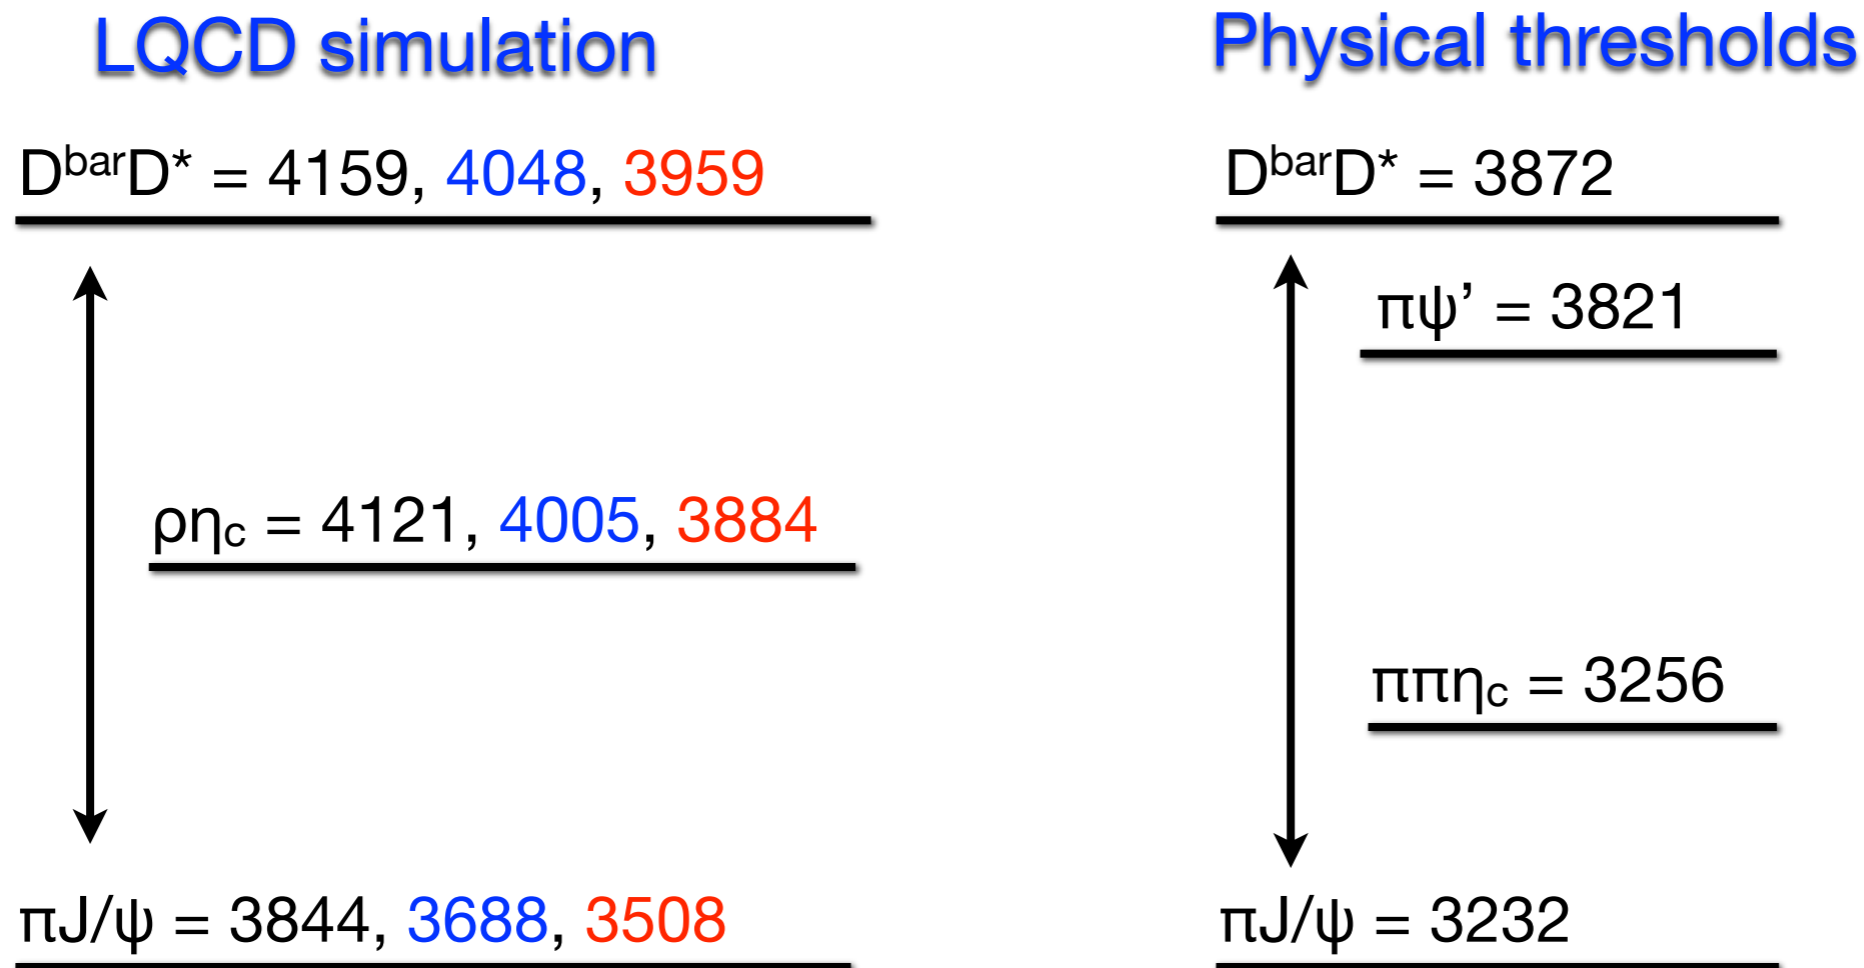 LQCD simulation
DbarD* = 4159, 4048, 3959
ρηc = 4121, 4005, 3884
πJ/ψ = 3844, 3688, 3508
Physical thresholds
DbarD* = 3872
πψ’ = 3821
ππηc = 3256
πJ/ψ = 3232